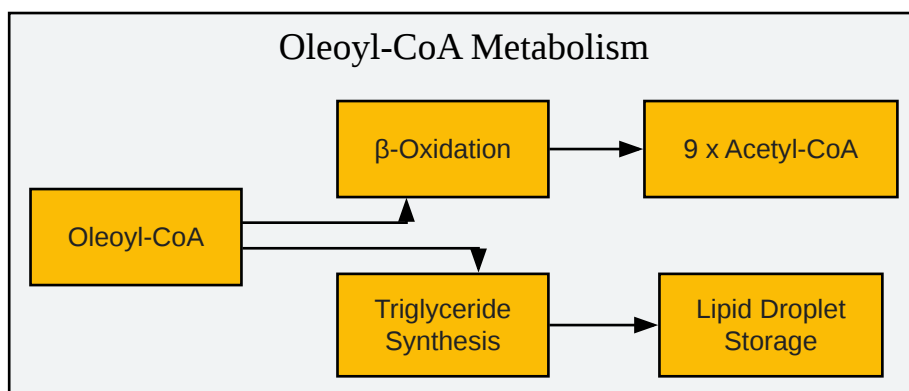 Oleoyl-CoA Metabolism
β-Oxidation
9 x Acetyl-CoA
Oleoyl-CoA
Triglyceride
Synthesis
Lipid Droplet
Storage